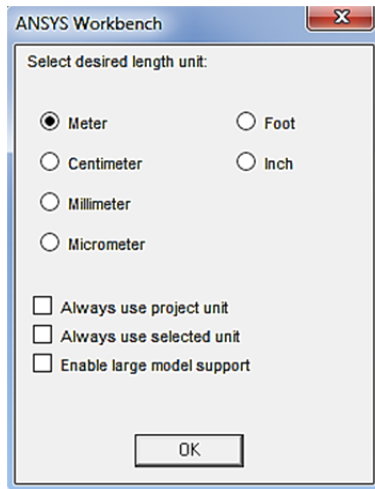 ANSYS Workbench
Select desired length unit:
Meter
Foot
Centimeter
Inch
Millimeter
Micrometer
Always use project unit
Always use selected unit
Enable large model support
OK